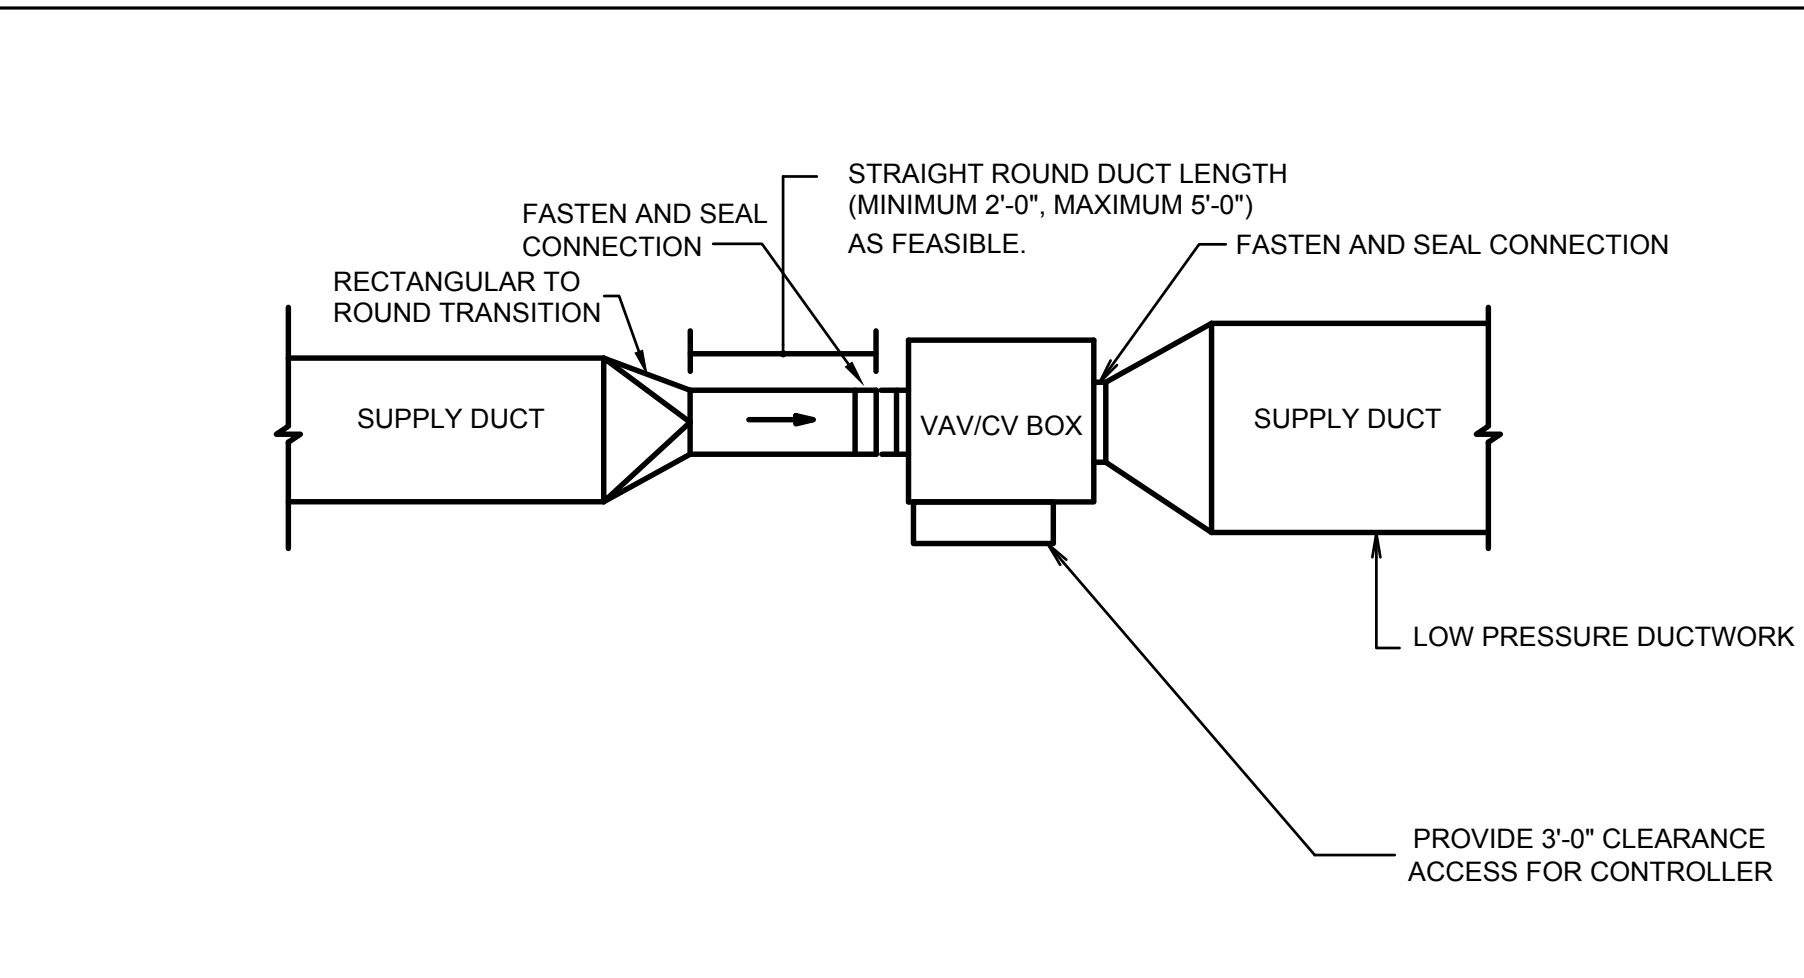 STRAIGHT ROUND DUCT LENGTH
(MINIMUM 2'-0", MAXIMUM 5'-0")
AS FEASIBLE.
FASTEN AND SEAL
CONNECTION
FASTEN AND SEAL CONNECTION
RECTANGULAR TO
ROUND TRANSITION
SUPPLY DUCT
VAV/CV BOX
SUPPLY DUCT
LOW PRESSURE DUCTWORK
PROVIDE 3'-0" CLEARANCE
ACCESS FOR CONTROLLER